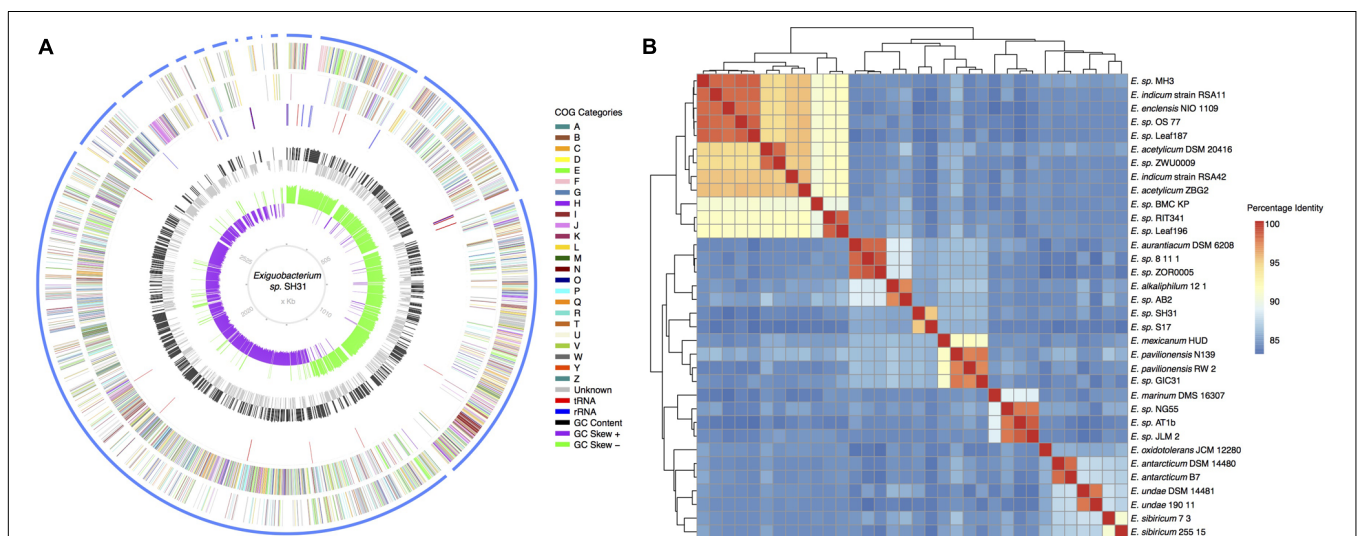 A
Exiguobacterium
sp. SH31
COG Categories
A
B
C
D
E
F
G
H
I
J
K
L
M
N
O
P
Q
R
T
U
V
W
Y
Z
Unknown
tRNA
rRNA
GC Content
GC Skew +
GC Skew −
B
E. sp. MH3
E. indicum strain RSA11
E. enclensis NIO 1109
E. sp. OS 77
E. sp. Leaf187
E. acetylicum DSM 20416
E. sp. ZWU0009
E. indicum strain RSA42
E. acetylicum ZBG2
E. sp. BMC KP
E. sp. RIT341
E. sp. Leaf196
E. aurantiacum DSM 6208
E. sp. 8 11 1
E. sp. ZOR0005
E. alkaliphilum 12 1
E. sp. AB2
E. sp. SH31
E. sp. S17
E. mexicanum HUD
E. pavilionensis N139
E. pavilionensis RW 2
E. sp. GIC31
E. marinum DMS 16307
E. sp. NG55
E. sp. AT1b
E. sp. JLM 2
E. oxidotolerans JCM 12280
E. antarcticum DSM 14480
E. antarcticum B7
E. undae DSM 14481
E. undae 190 11
E. sibiricum 7 3
E. sibiricum 255 15
Percentage Identity
100
95
90
85